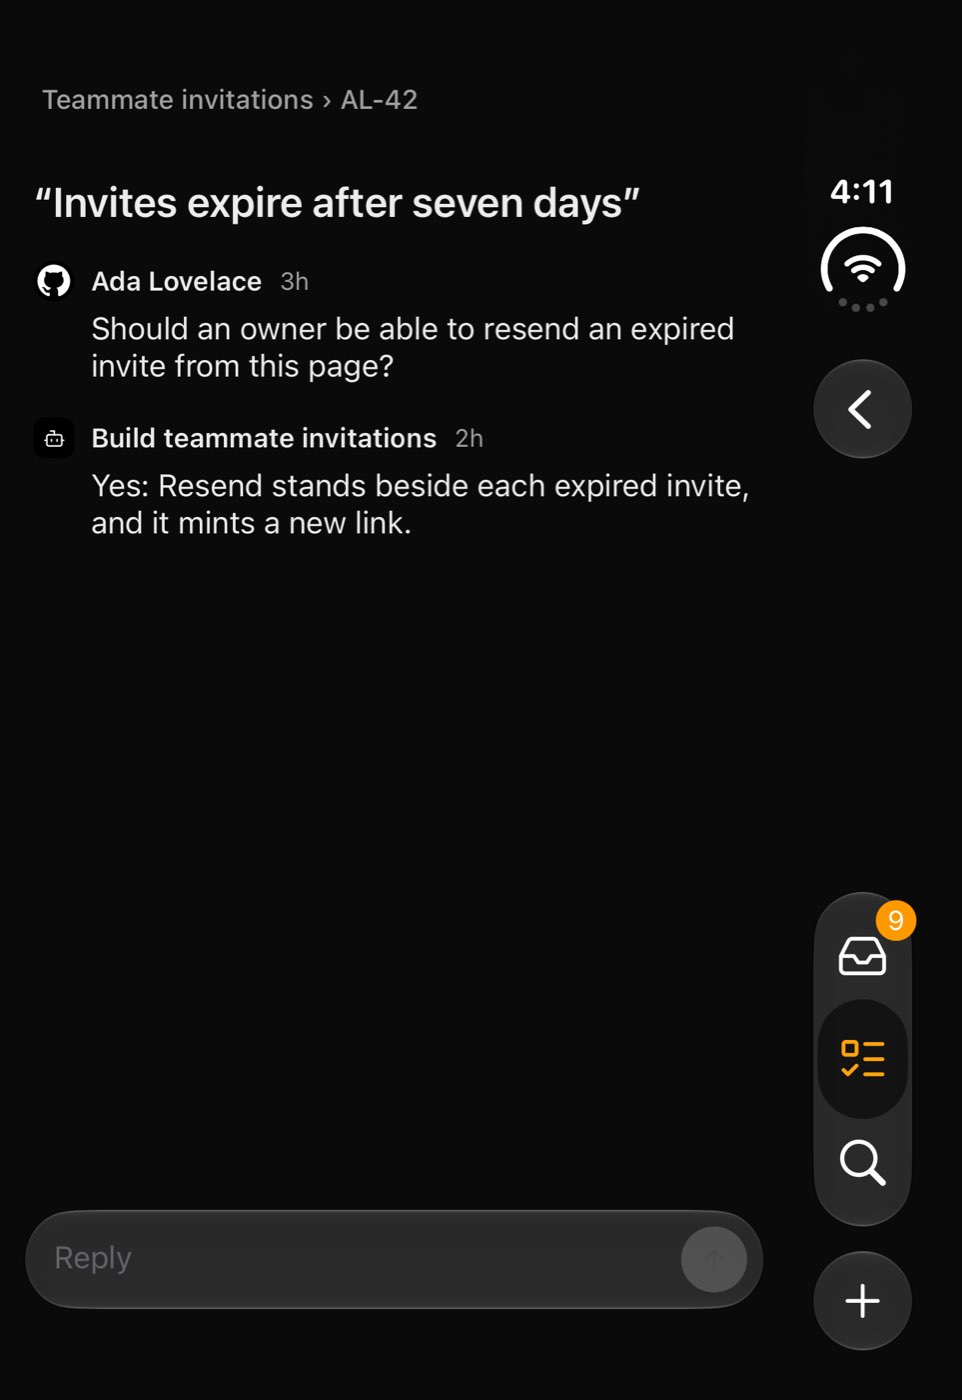 Teammate invitations › AL-42
“Invites expire after seven days”
4:11
Ada Lovelace 3h
Should an owner be able to resend an expired
invite from this page?
Build teammate invitations 2h
Yes: Resend stands beside each expired invite,
and it mints a new link.
9
Reply